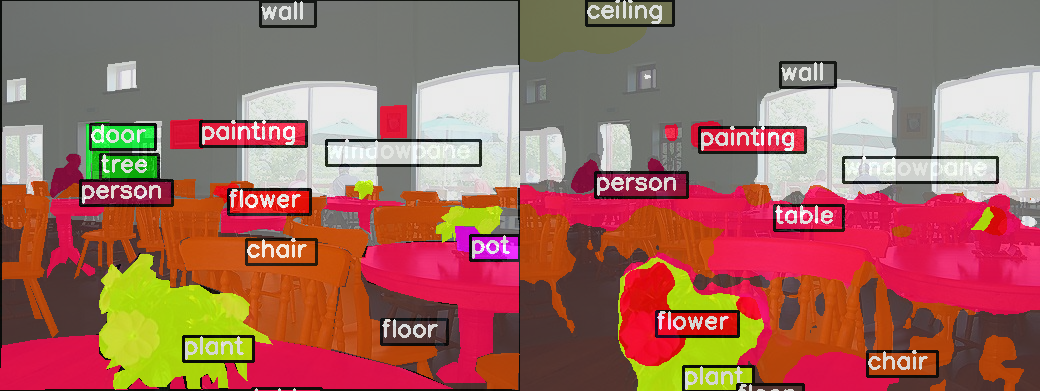 wall
door
painting
windowpane
tree
person
flower
chair
pot
floor
plant
ceiling
wall
painting
windowpane
person
table
flower
chair
plant